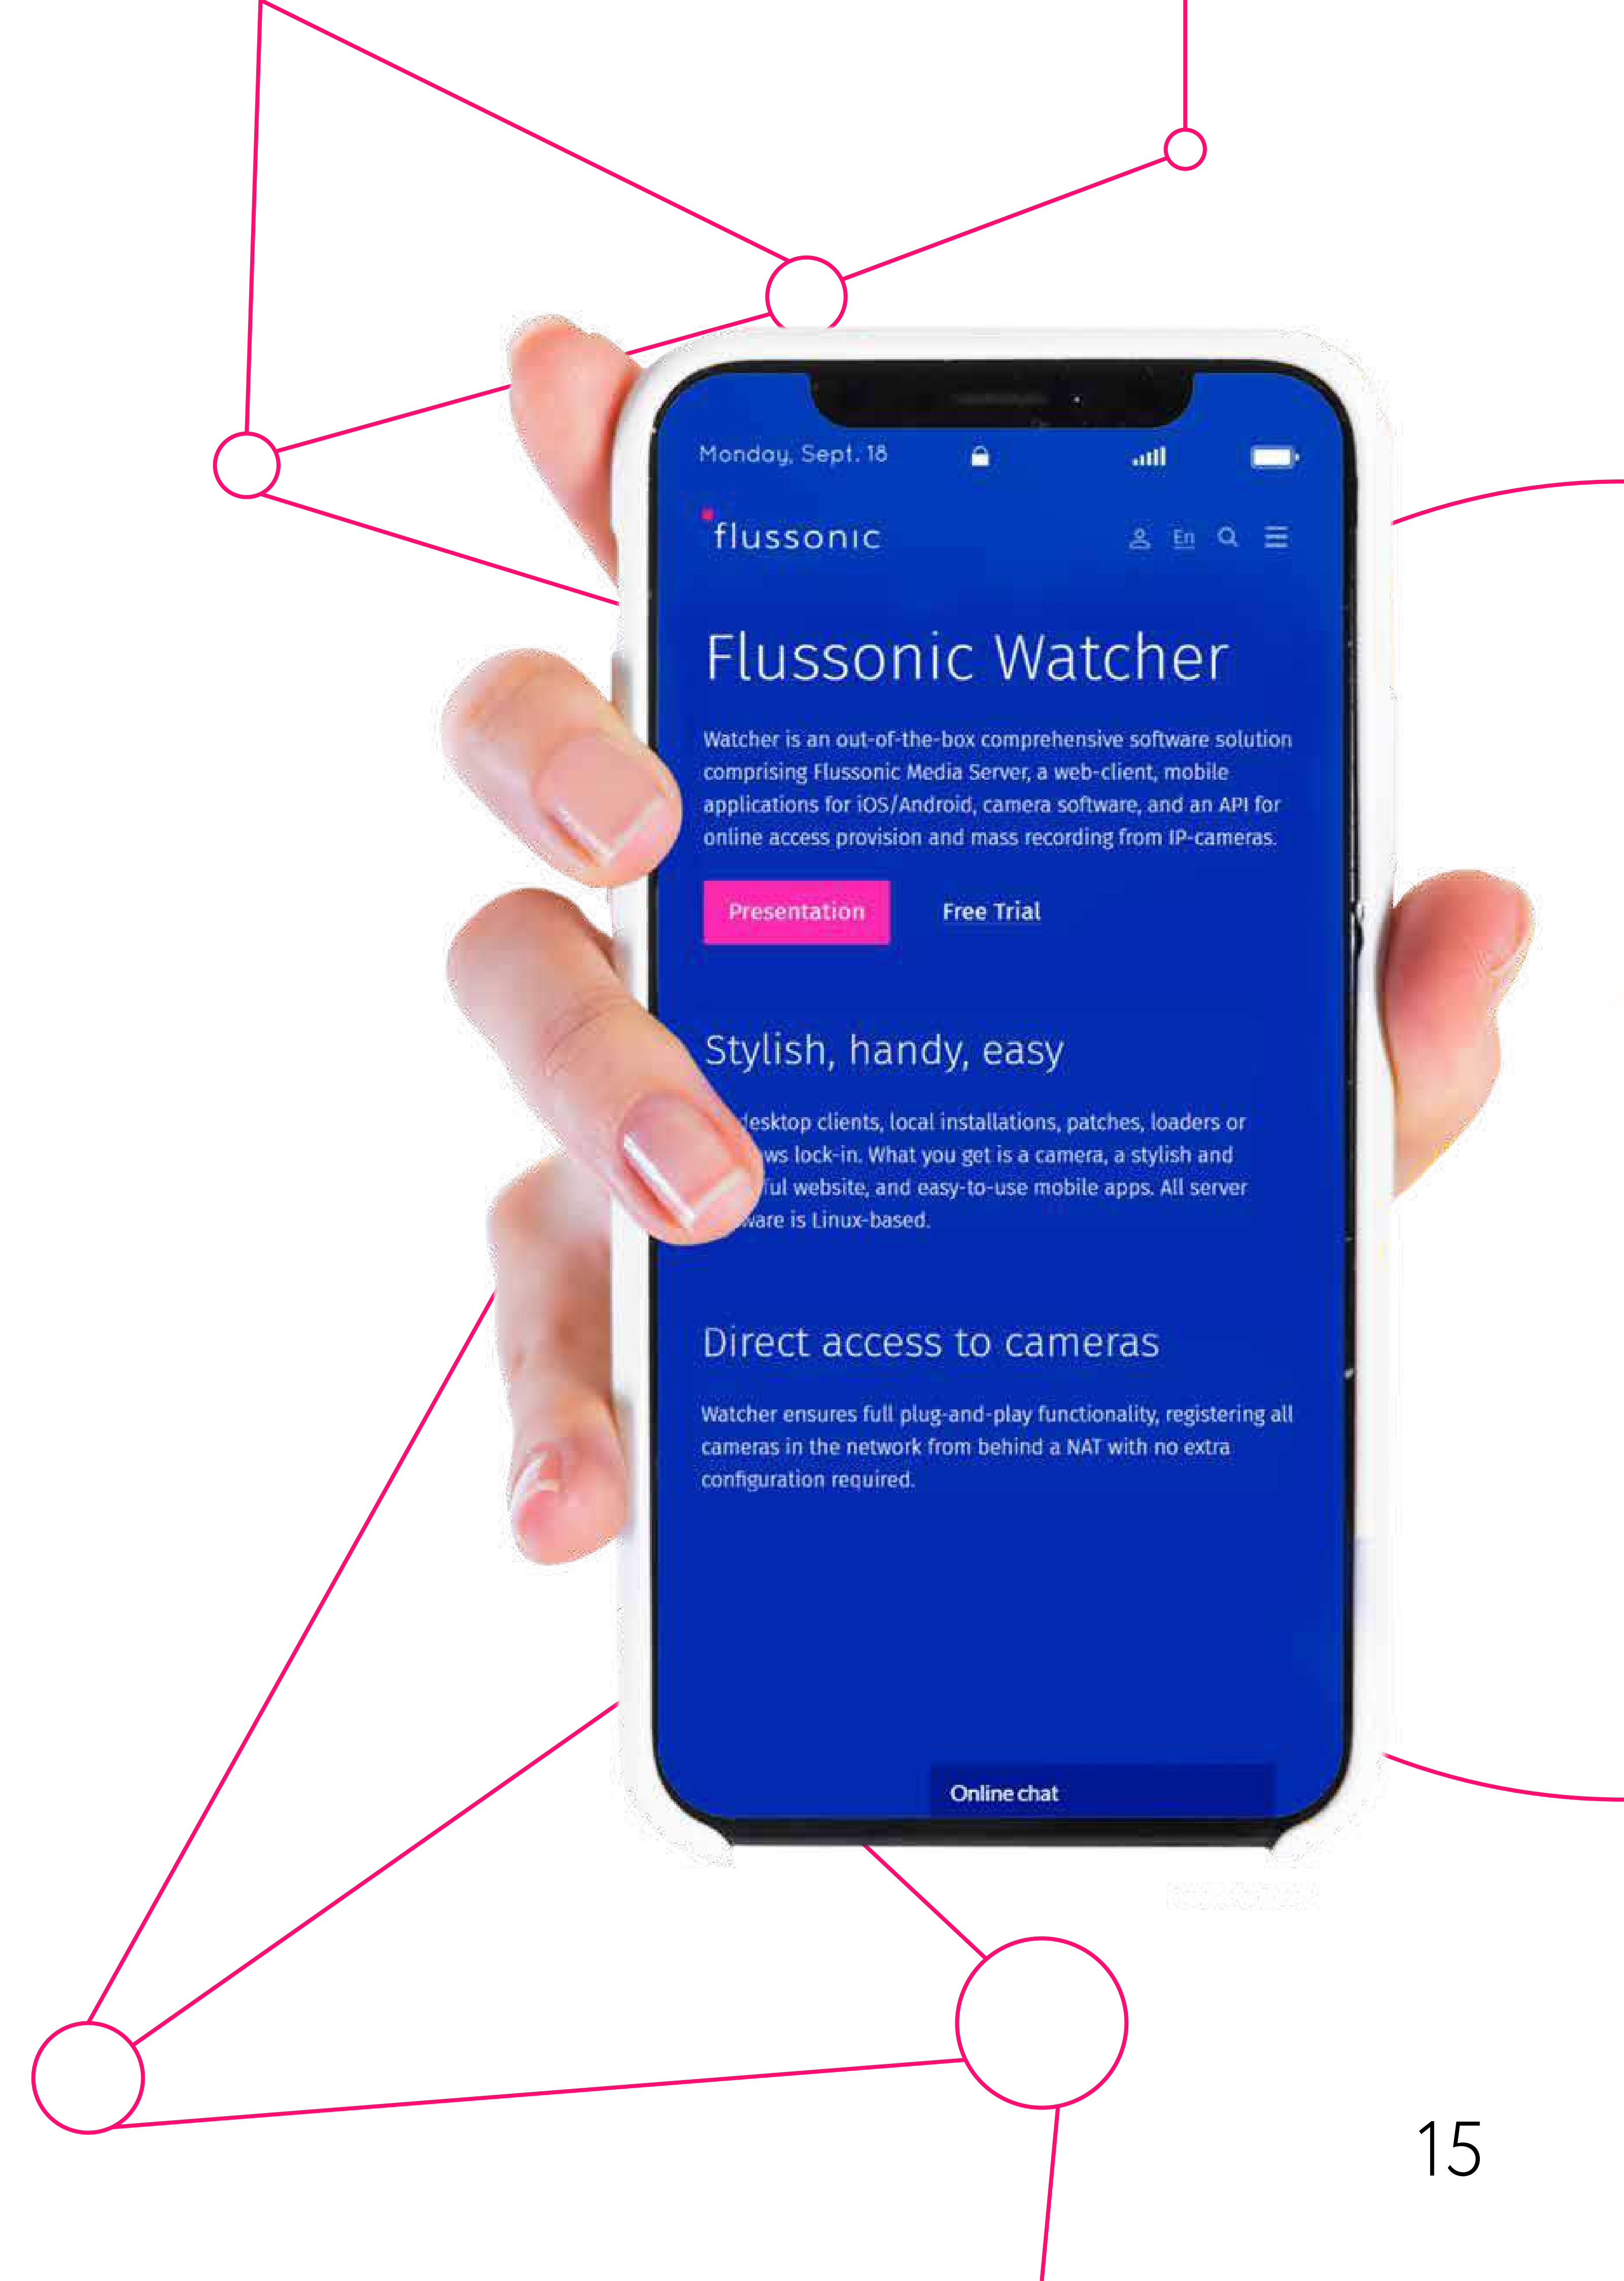 Monday, Sept. 18
flussonic
En
Flussonic Watcher
Watcher is an out-of-the-box comprehensive software solution
comprising Flussonic Media Server, a web-client, mobile
applications for iOS/Android, camera software, and an API for
online access provision and mass recording from IP-cameras.
Presentation Free Trial
Stylish, handy, easy
desktop clients, local installations, patches, loaders or
lock-in. What you get is a camera, a stylish and
website, and easy-to-use mobile apps. All server
is Linux-based.
Direct access to cameras
Watcher ensures full plug-and-play functionality, registering all
cameras in the network from behind a NAT with no extra
configuration required.
Online chat
15